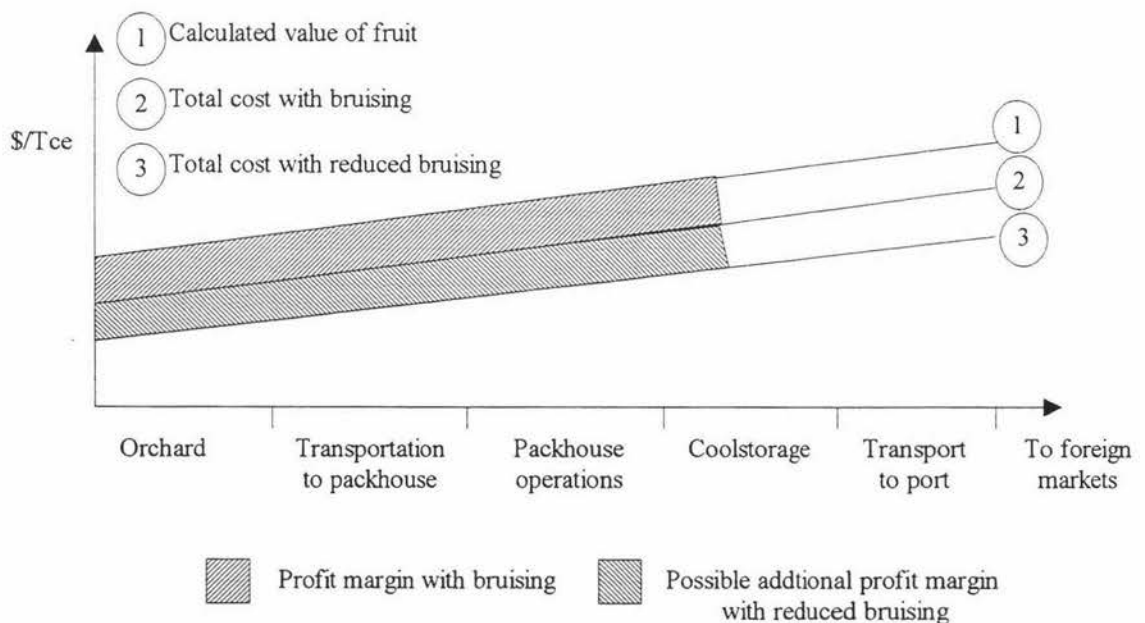 1 Calculated value of fruit
2 Total cost with bruising
3 Total cost with reduced bruising
$/Tce
1
2
3
Orchard
Transportation
to packhouse
Packhouse
operations
Coolstorage
Transport
to port
To foreign
markets
Profit margin with bruising
Possible addtional profit margin
with reduced bruising